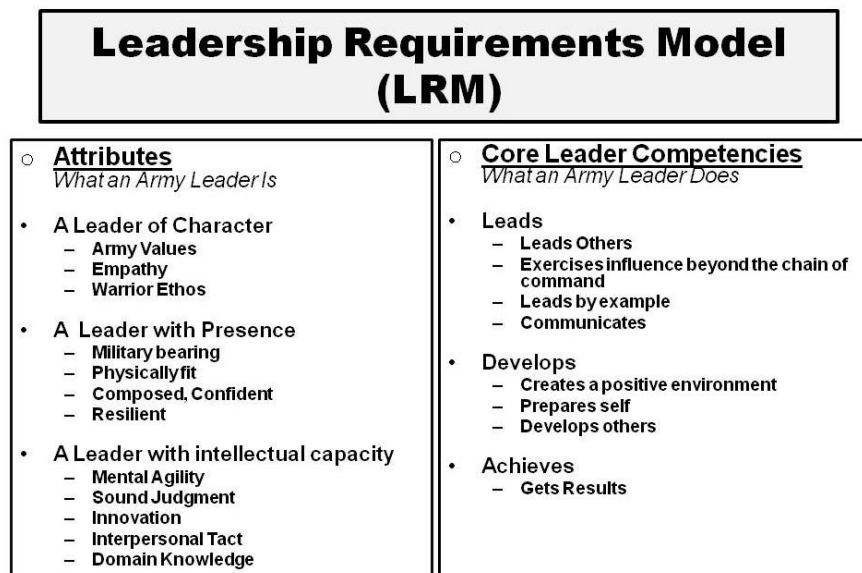 Leadership Requirements Model
(LRM)
○ Attributes
What an Army Leader Is
• A Leader of Character
– Army Values
– Empathy
– Warrior Ethos
• A Leader with Presence
– Military bearing
– Physically fit
– Composed, Confident
– Resilient
• A Leader with intellectual capacity
– Mental Agility
– Sound Judgment
– Innovation
– Interpersonal Tact
– Domain Knowledge
○ Core Leader Competencies
What an Army Leader Does
• Leads
– Leads Others
– Exercises influence beyond the chain of
command
– Leads by example
– Communicates
• Develops
– Creates a positive environment
– Prepares self
– Develops others
• Achieves
– Gets Results